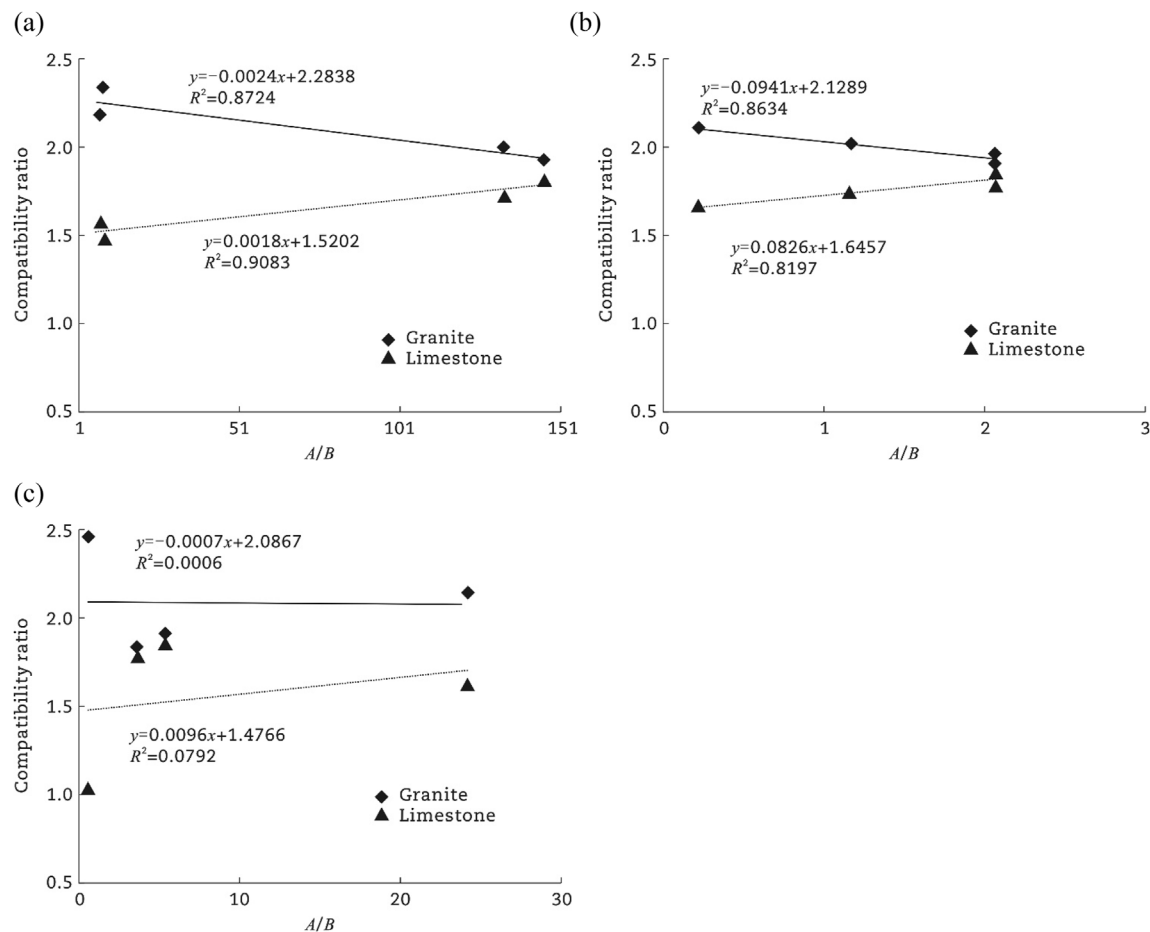 (a)
2.5
2.0
1.5
1.0
0.5
Compatibility ratio
y=−0.0024x+2.2838
R²=0.8724
y=0.0018x+1.5202
R²=0.9083
Granite
Limestone
1 51 101 151
A/B
(b)
2.5
2.0
1.5
1.0
0.5
Compatibility ratio
y=−0.0941x+2.1289
R²=0.8634
y=0.0826x+1.6457
R²=0.8197
Granite
Limestone
0 1 2 3
A/B
(c)
2.5
2.0
1.5
1.0
0.5
Compatibility ratio
y=−0.0007x+2.0867
R²=0.0006
y=0.0096x+1.4766
R²=0.0792
Granite
Limestone
0 10 20 30
A/B